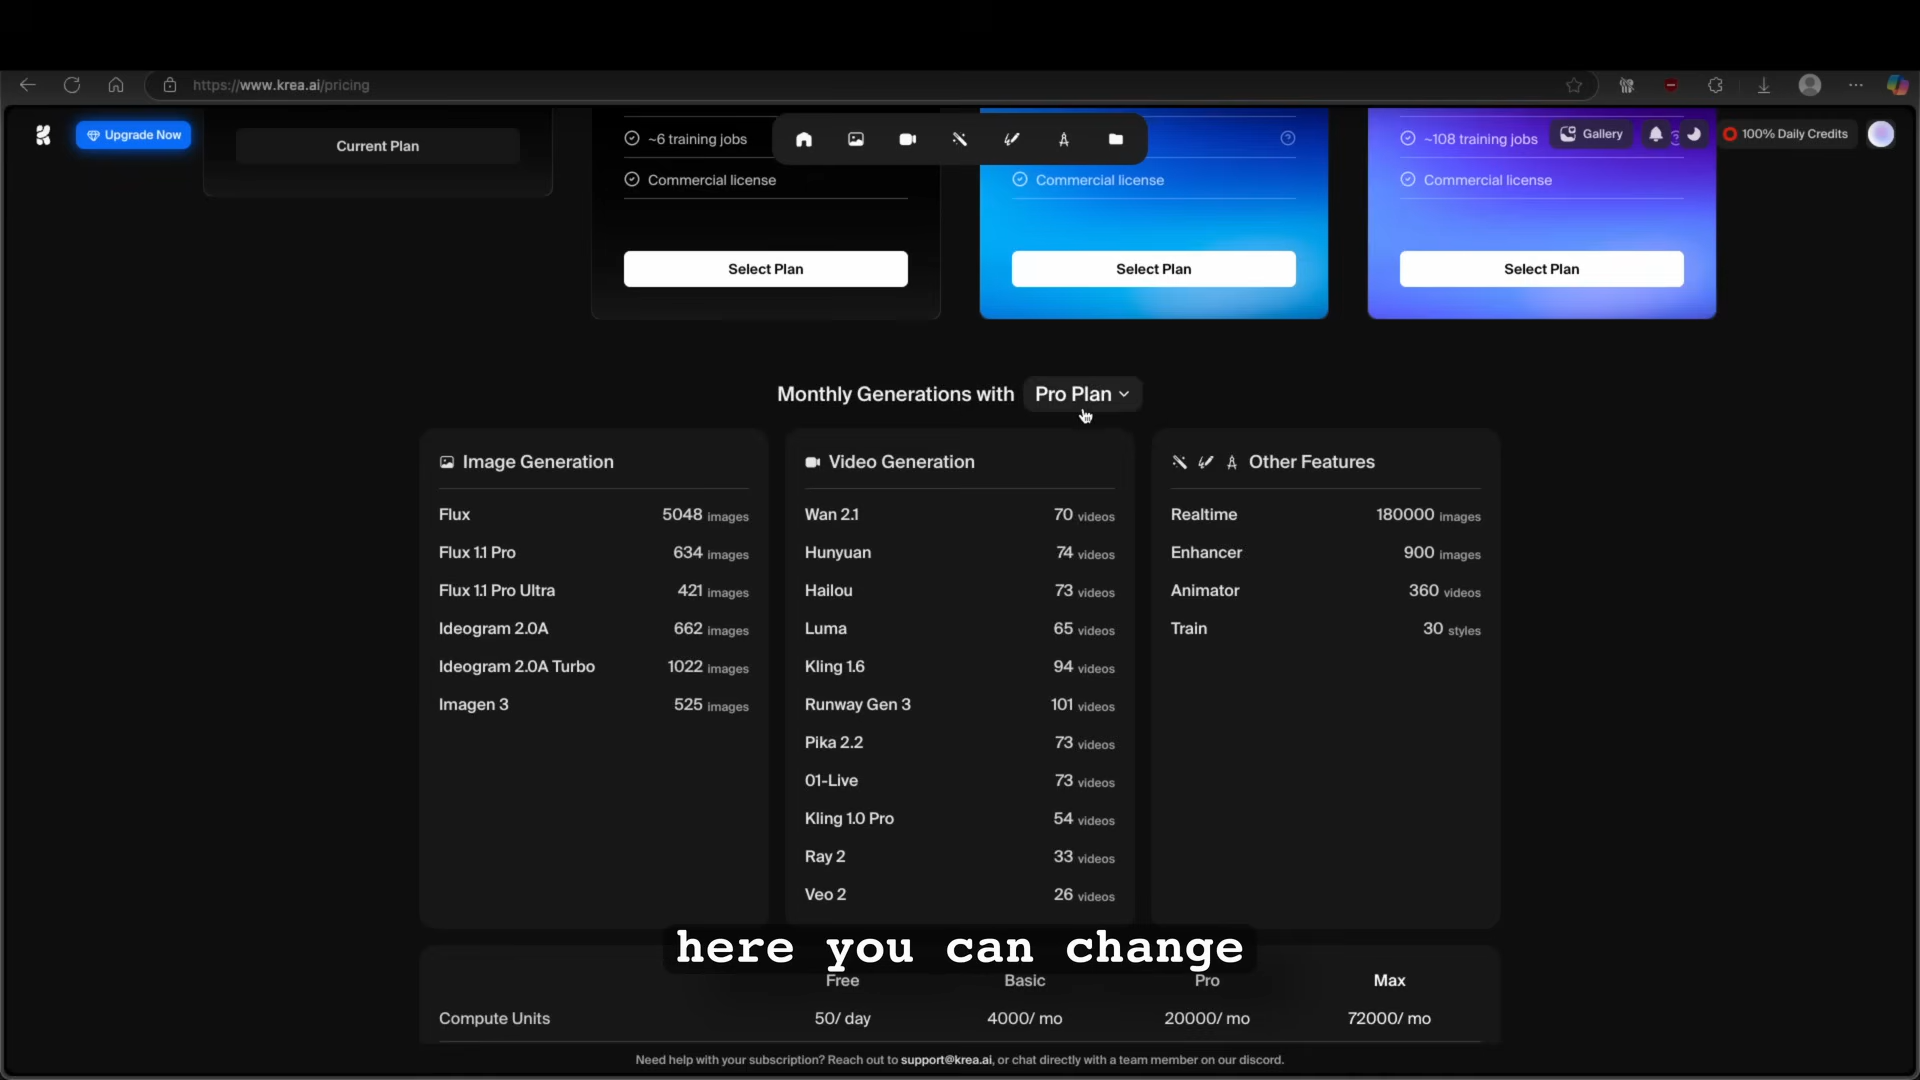 https://www.krea.ai/pricing
Upgrade Now
Gallery
100% Daily Credits
Current Plan
~6 training jobs
Commercial license
Select Plan
Commercial license
Select Plan
~108 training jobs
Commercial license
Select Plan
Monthly Generations with Pro Plan
Image Generation
Flux 5048 images
Flux 1.1 Pro 634 images
Flux 1.1 Pro Ultra 421 images
Ideogram 2.0A 662 images
Ideogram 2.0A Turbo 1022 images
Imagen 3 525 images
Video Generation
Wan 2.1 70 videos
Hunyuan 74 videos
Hailou 73 videos
Luma 65 videos
Kling 1.6 94 videos
Runway Gen 3 101 videos
Pika 2.2 73 videos
01-Live 73 videos
Kling 1.0 Pro 54 videos
Ray 2 33 videos
Veo 2 26 videos
Other Features
Realtime 180000 images
Enhancer 900 images
Animator 360 videos
Train 30 styles
here you can change
Free Basic Pro Max
Compute Units 50/ day 4000/ mo 20000/ mo 72000/ mo
Need help with your subscription? Reach out to support@krea.ai, or chat directly with a team member on our discord.